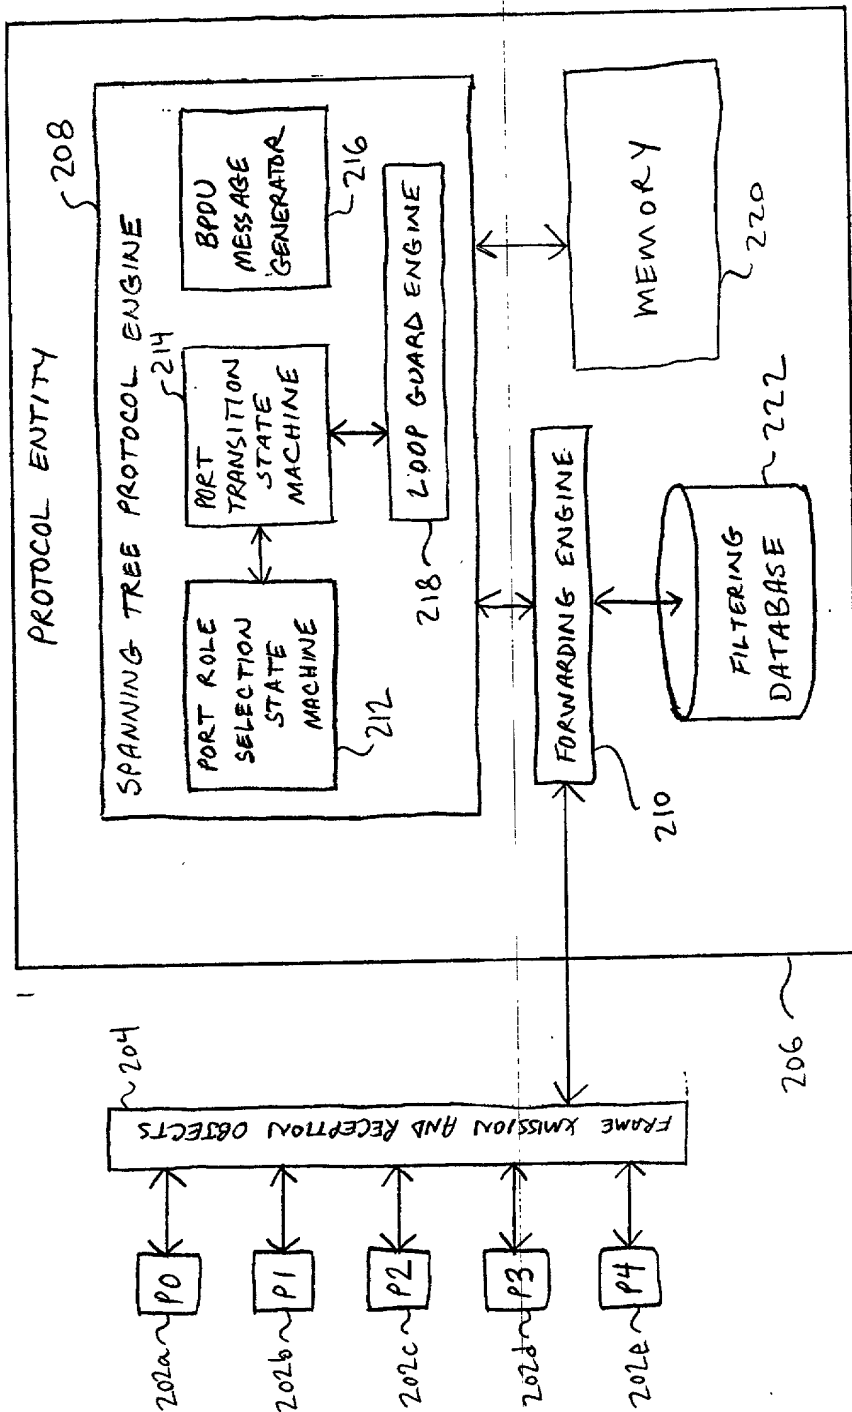 PROTOCOL ENTITY
SPANNING TREE PROTOCOL ENGINE
208
PORT ROLE
SELECTION
STATE
MACHINE
212
PORT
TRANSITION
STATE
MACHINE
214
BPDU
MESSAGE
GENERATOR
216
218
LOOP GUARD ENGINE
FORWARDING ENGINE
210
MEMORY
220
FILTERING
DATABASE
222
206
204
FRAME XMISSION AND RECEPTION OBJECTS
P0
P1
P2
P3
P4
202a
202b
202c
202d
202e